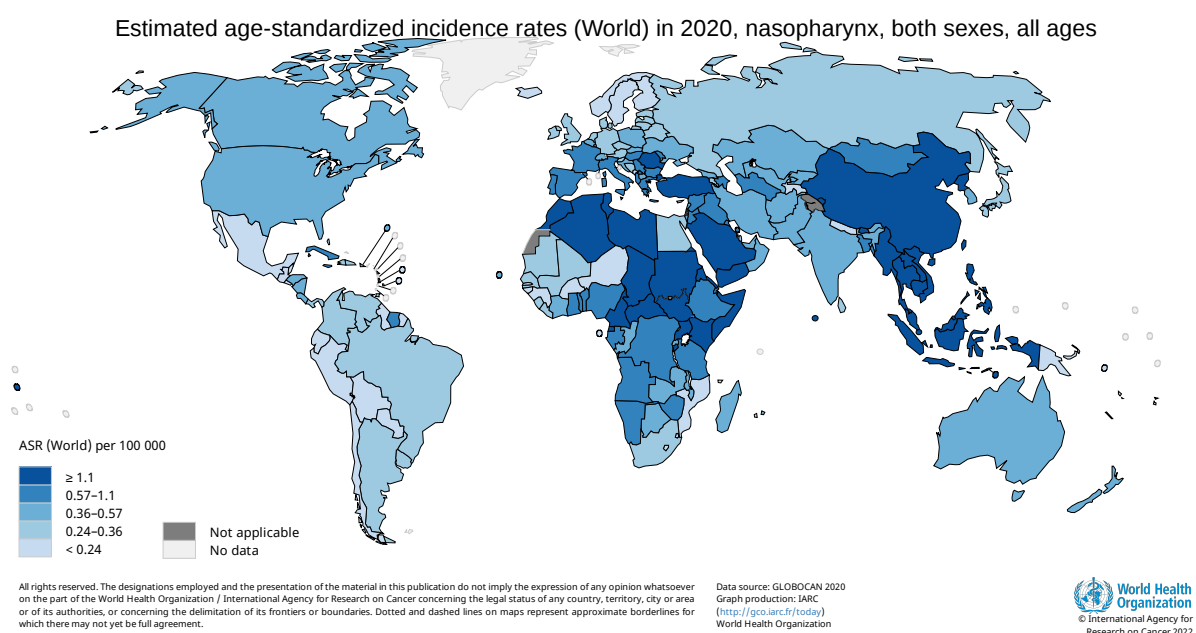 Estimated age-standardized incidence rates (World) in 2020, nasopharynx, both sexes, all ages
ASR (World) per 100 000
≥ 1.1
0.57–1.1
0.36–0.57
0.24–0.36
< 0.24
Not applicable
No data
All rights reserved. The designations employed and the presentation of the material in this publication do not imply the expression of any opinion whatsoever
on the part of the World Health Organization / International Agency for Research on Cancer concerning the legal status of any country, territory, city or area
or of its authorities, or concerning the delimitation of its frontiers or boundaries. Dotted and dashed lines on maps represent approximate borderlines for
which there may not yet be full agreement.
Data source: GLOBOCAN 2020
Graph production: IARC
(http://gco.iarc.fr/today)
World Health Organization
World Health
Organization
© International Agency for
Research on Cancer 2022